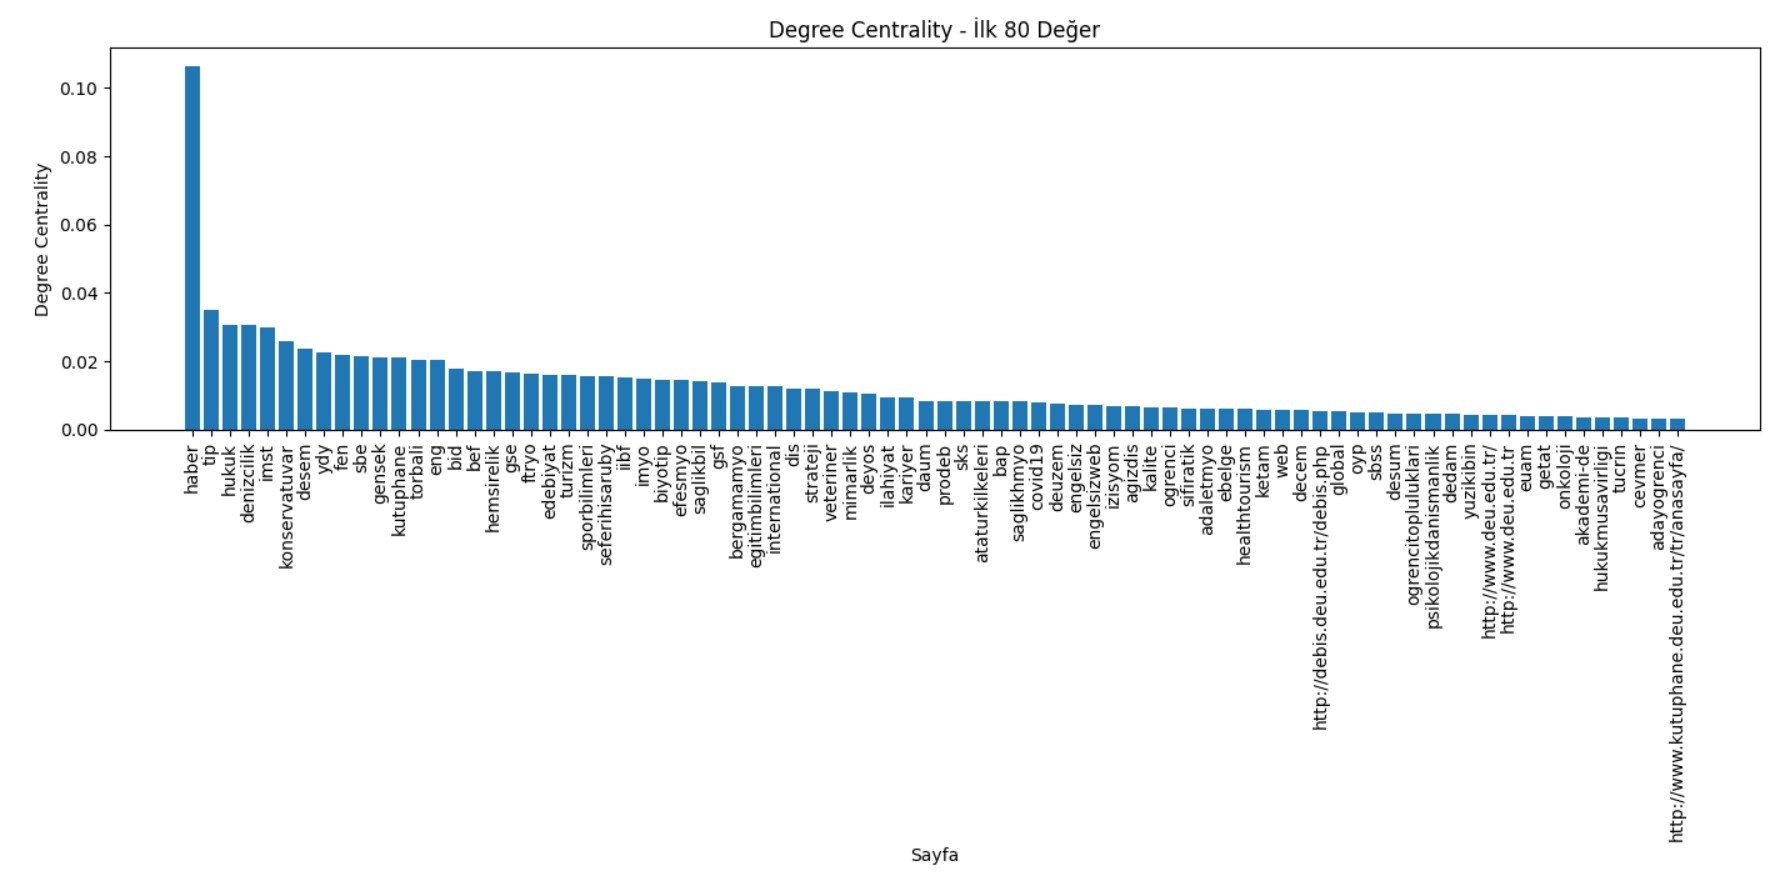 Degree Centrality - İlk 80 Değer
Degree Centrality
0.10
0.08
0.06
0.04
0.02
0.00
haber
tip
hukuk
denizcilik
imst
konservatuvar
desem
ydy
fen
sbe
gensek
kutuphane
torbali
eng
bid
bef
hemsirelik
gse
ftryo
edebiyat
turizm
sporbilimleri
seferihisaruby
iibf
imyo
biyotip
efesmyo
saglikbil
gsf
bergamamyo
egitimbilimleri
international
dis
strateji
veteriner
mimarlik
deyos
ilahiyat
kariyer
daum
prodeb
sks
ataturkilkeleri
bap
saglikhmyo
covid19
deuzem
engelsiz
engelsizweb
izisyom
agizdis
kalite
ogrenci
sifiratik
adaletmyo
ebelge
healthtourism
ketam
web
decem
http://debis.deu.edu.tr/debis.php
global
oyp
sbss
desum
ogrencitopluluklari
psikolojikdanismanlik
dedam
yuzikibin
http://www.deu.edu.tr/
http://www.deu.edu.tr
euam
getat
onkoloji
akademi-de
hukukmusavirligi
tucrin
cevmer
adayogrenci
http://www.kutuphane.deu.edu.tr/tr/anasayfa/
Sayfa